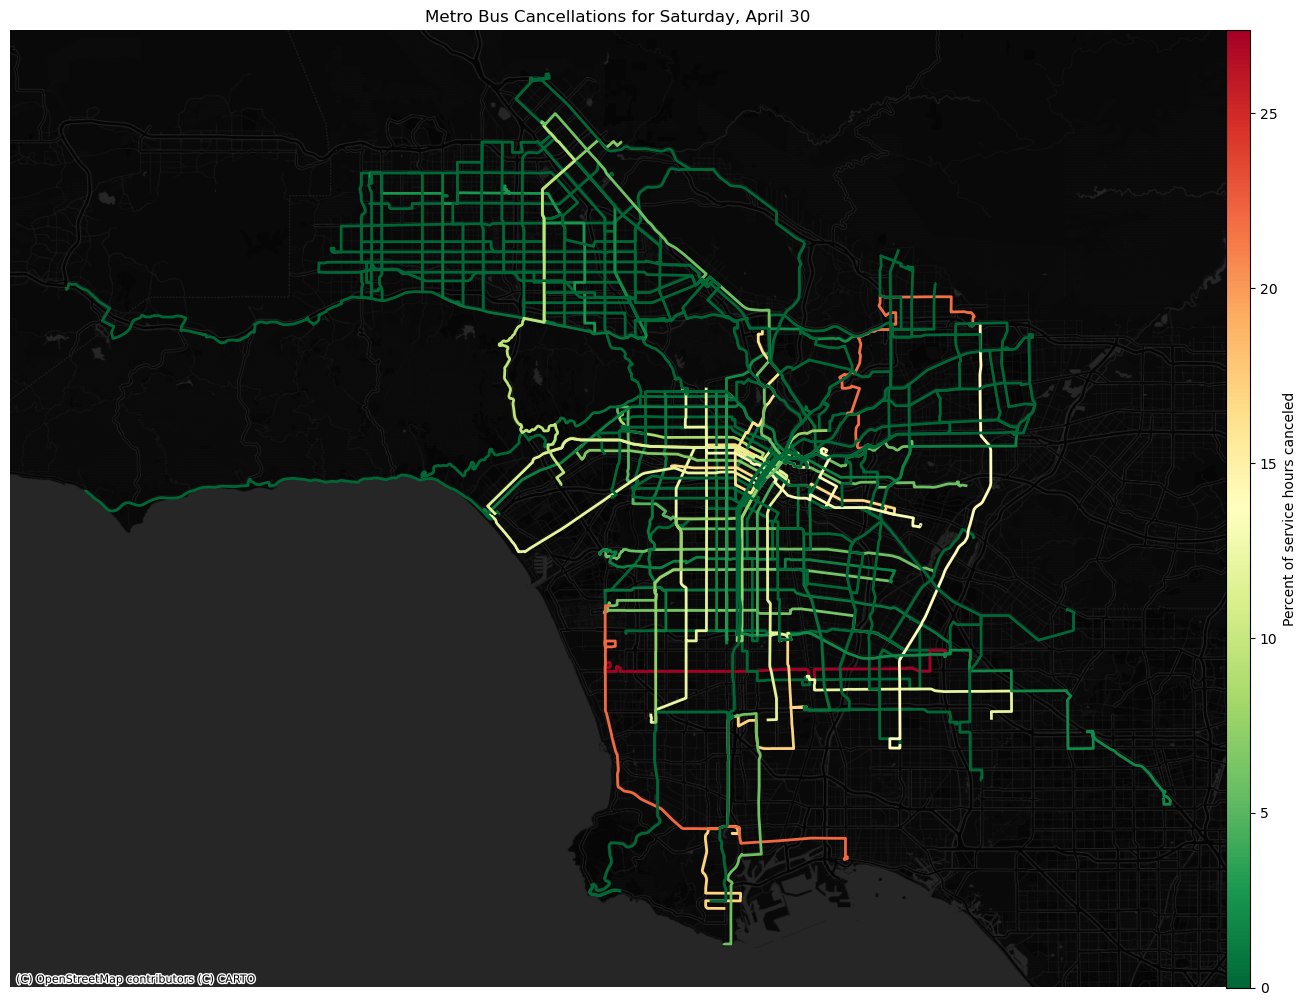 Metro Bus Cancellations for Saturday, April 30
25
20
15
10
5
0
Percent of service hours canceled
(C) OpenStreetMap contributors (C) CARTO